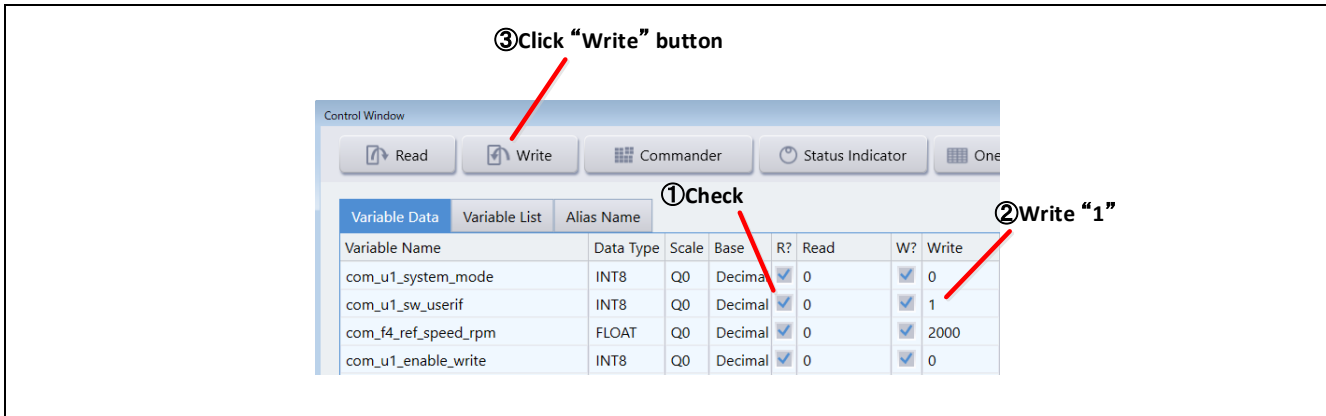 ③Click “Write” button
Control Window
Read Write Commander Status Indicator One
①Check
②Write “1”
Variable Data Variable List Alias Name
Variable Name Data Type Scale Base R? Read W? Write
com_u1_system_mode INT8 Q0 Decimal 0 0
com_u1_sw_userif INT8 Q0 Decimal 0 1
com_f4_ref_speed_rpm FLOAT Q0 Decimal 0 2000
com_u1_enable_write INT8 Q0 Decimal 0 0